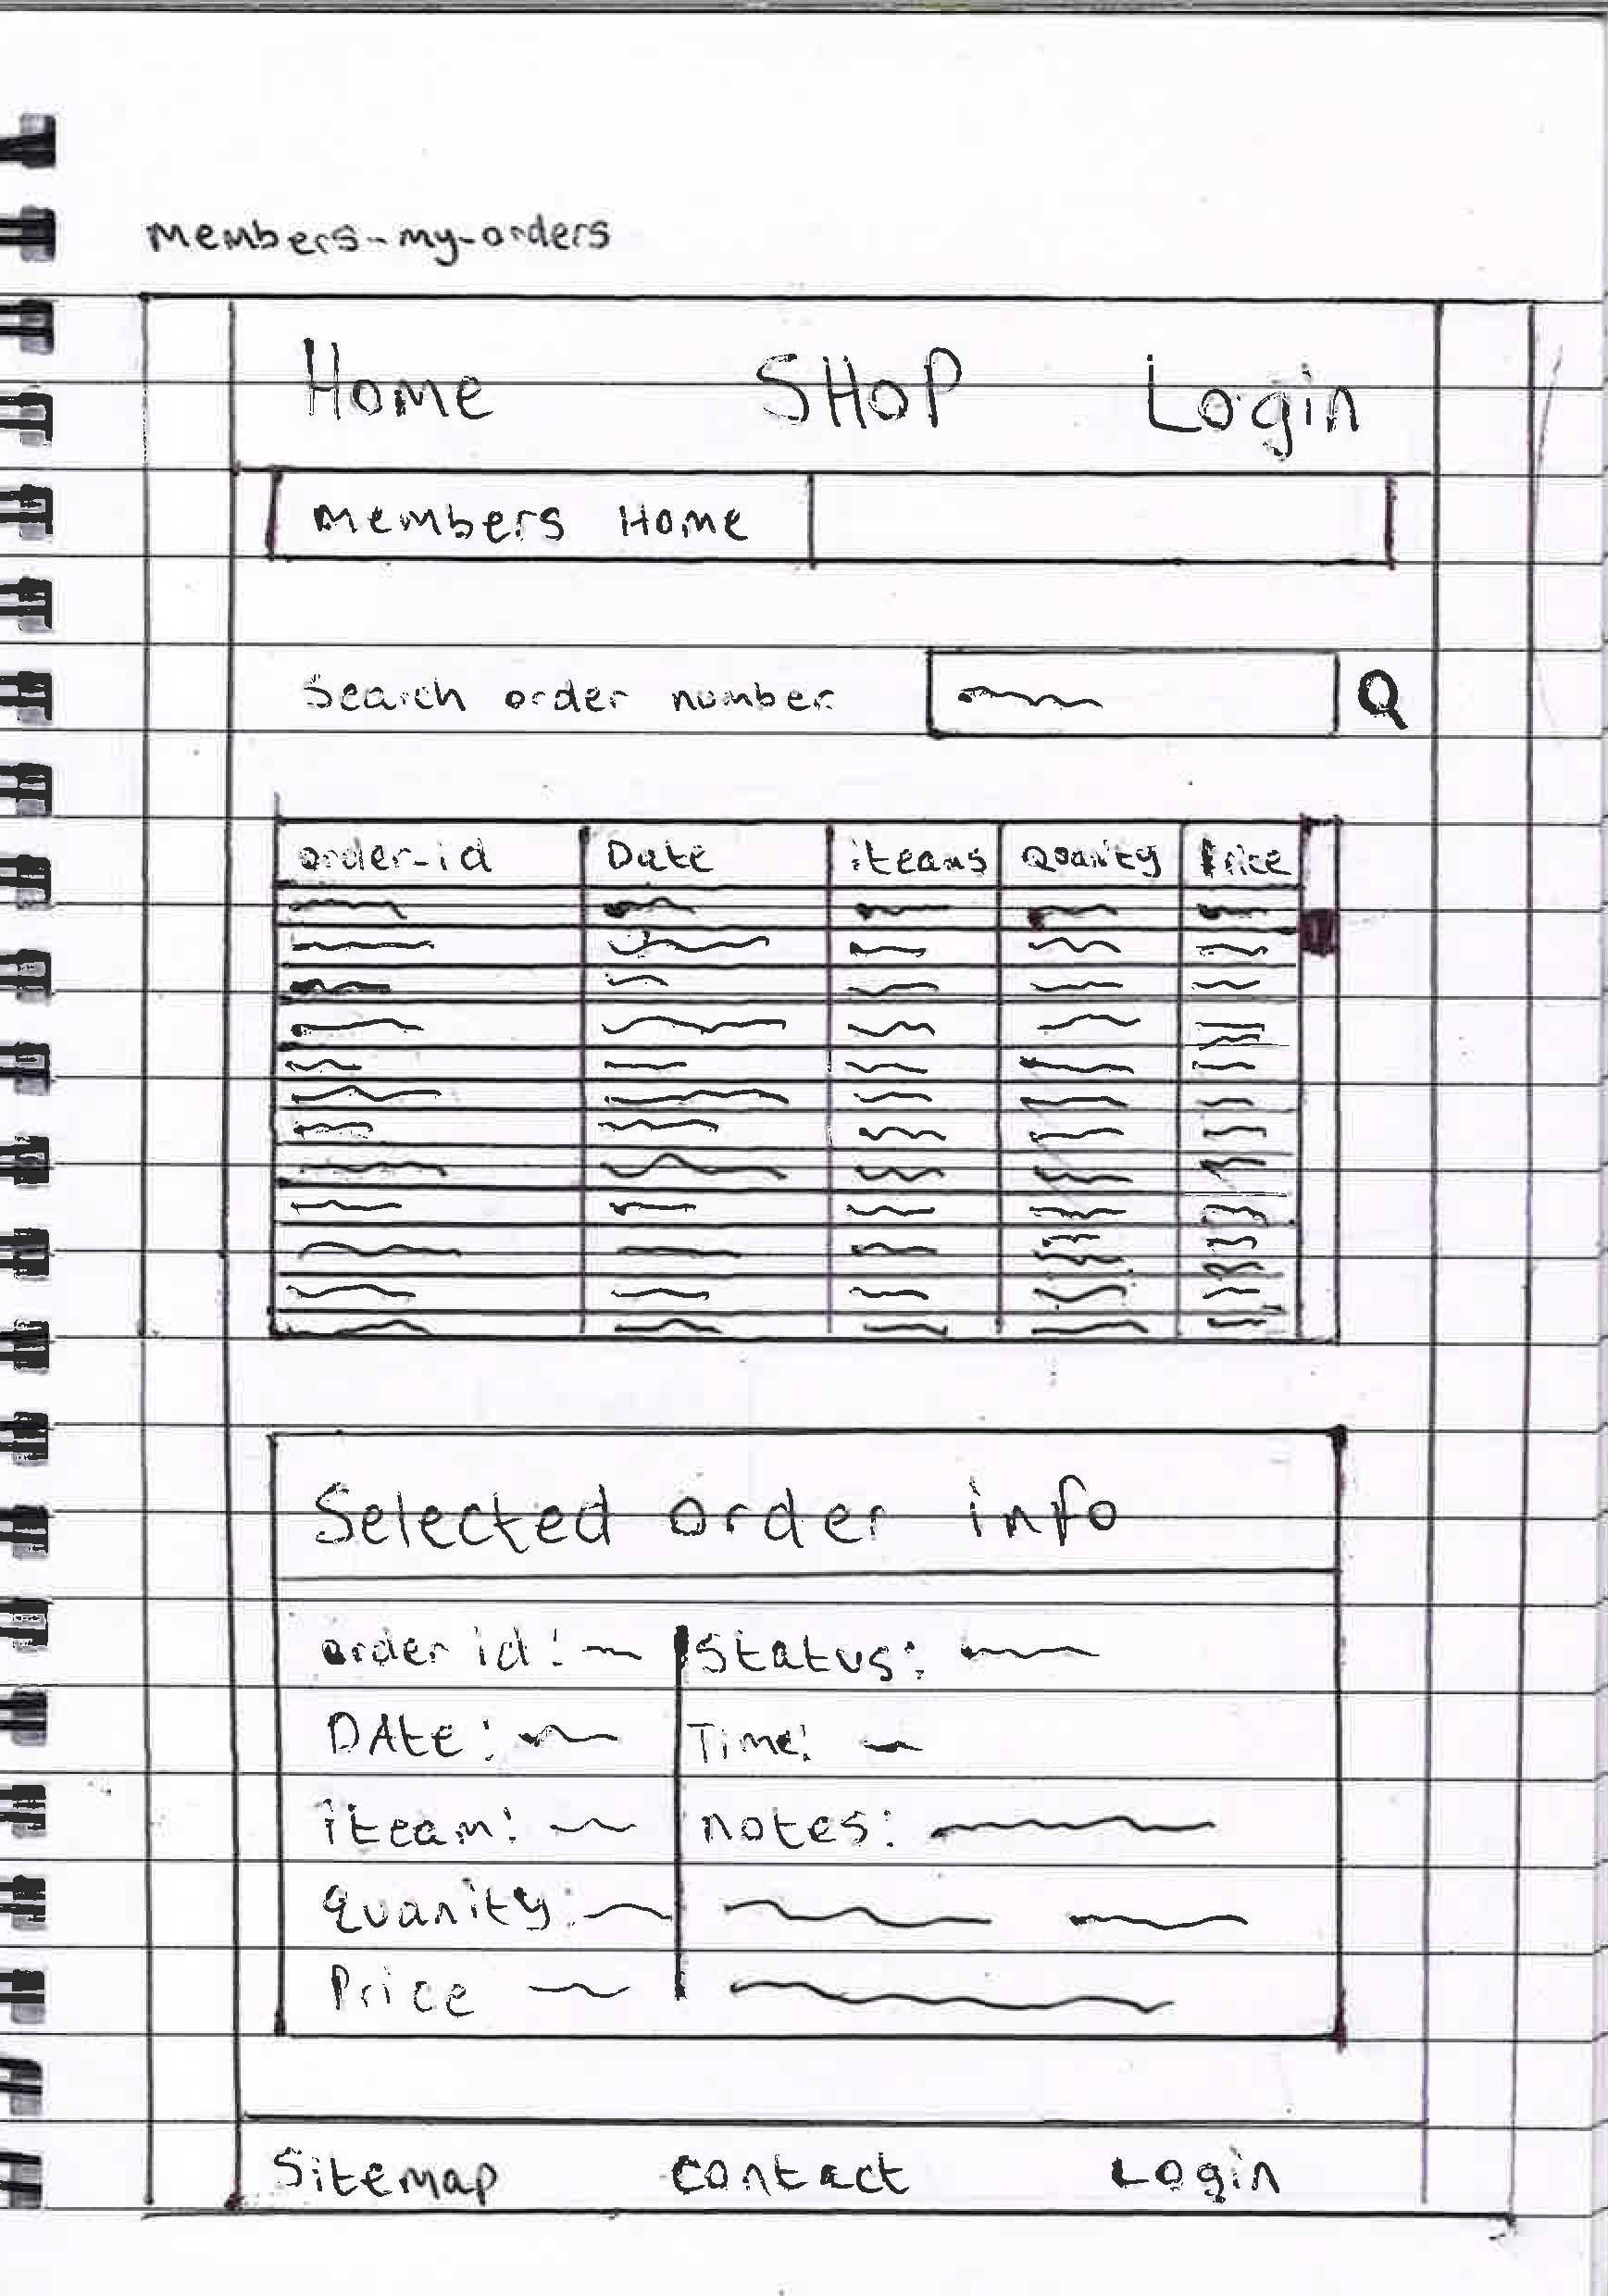 members-my-orders
Home SHOP Login
Members Home
Search order number
order-id Date iteams Quanity Price
Selected order info
order id: Status:
DAte: Time:
iteam: notes:
quanity:
Price
Sitemap contact Login